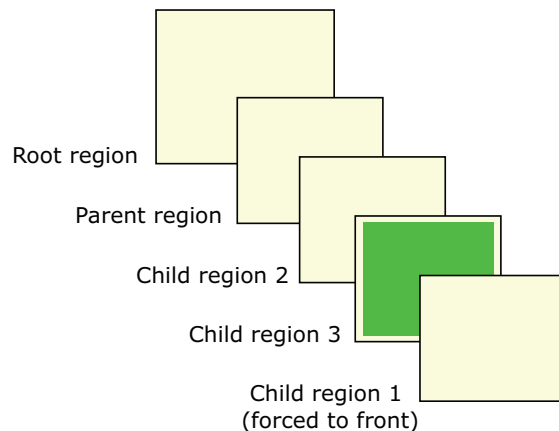 Root region
Parent region
Child region 2
Child region 3
Child region 1
(forced to front)